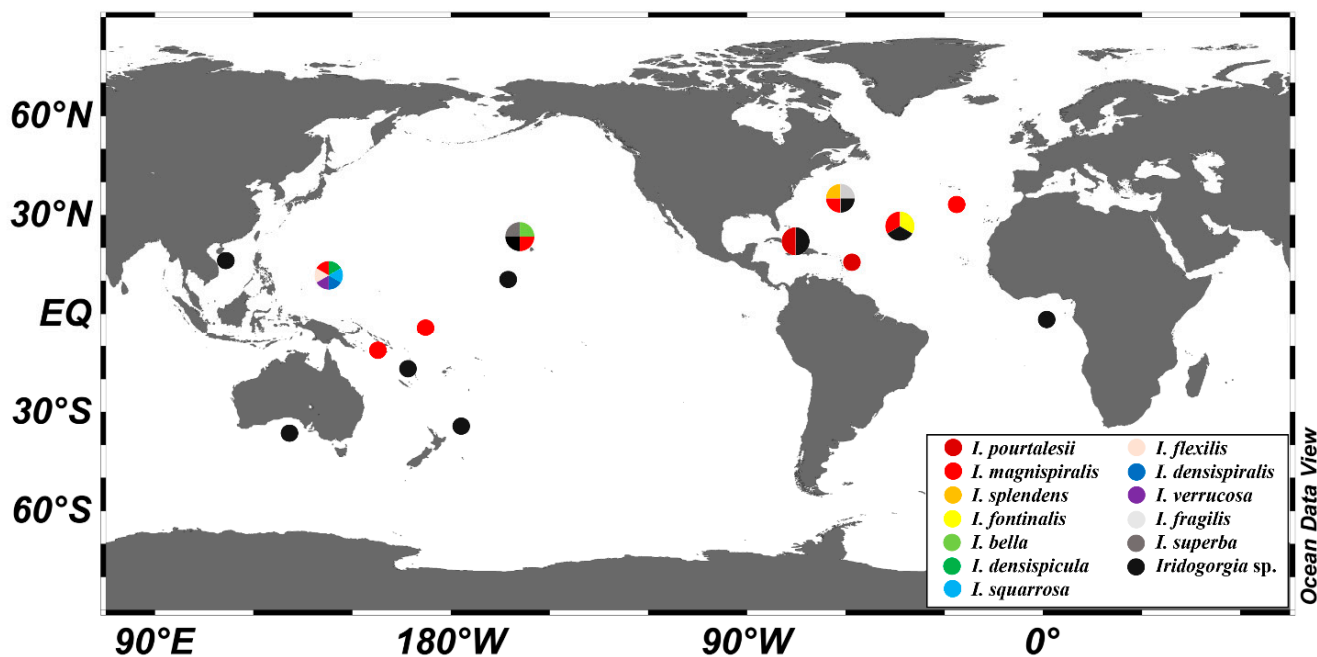 60°N
30°N
EQ
30°S
60°S
90°E
180°W
90°W
0°
I. pourtalesii
I. magnispiralis
I. splendens
I. fontinalis
I. bella
I. densispicula
I. squarrosa
I. flexilis
I. densispiralis
I. verrucosa
I. fragilis
I. superba
Iridogorgia sp.
Ocean Data View